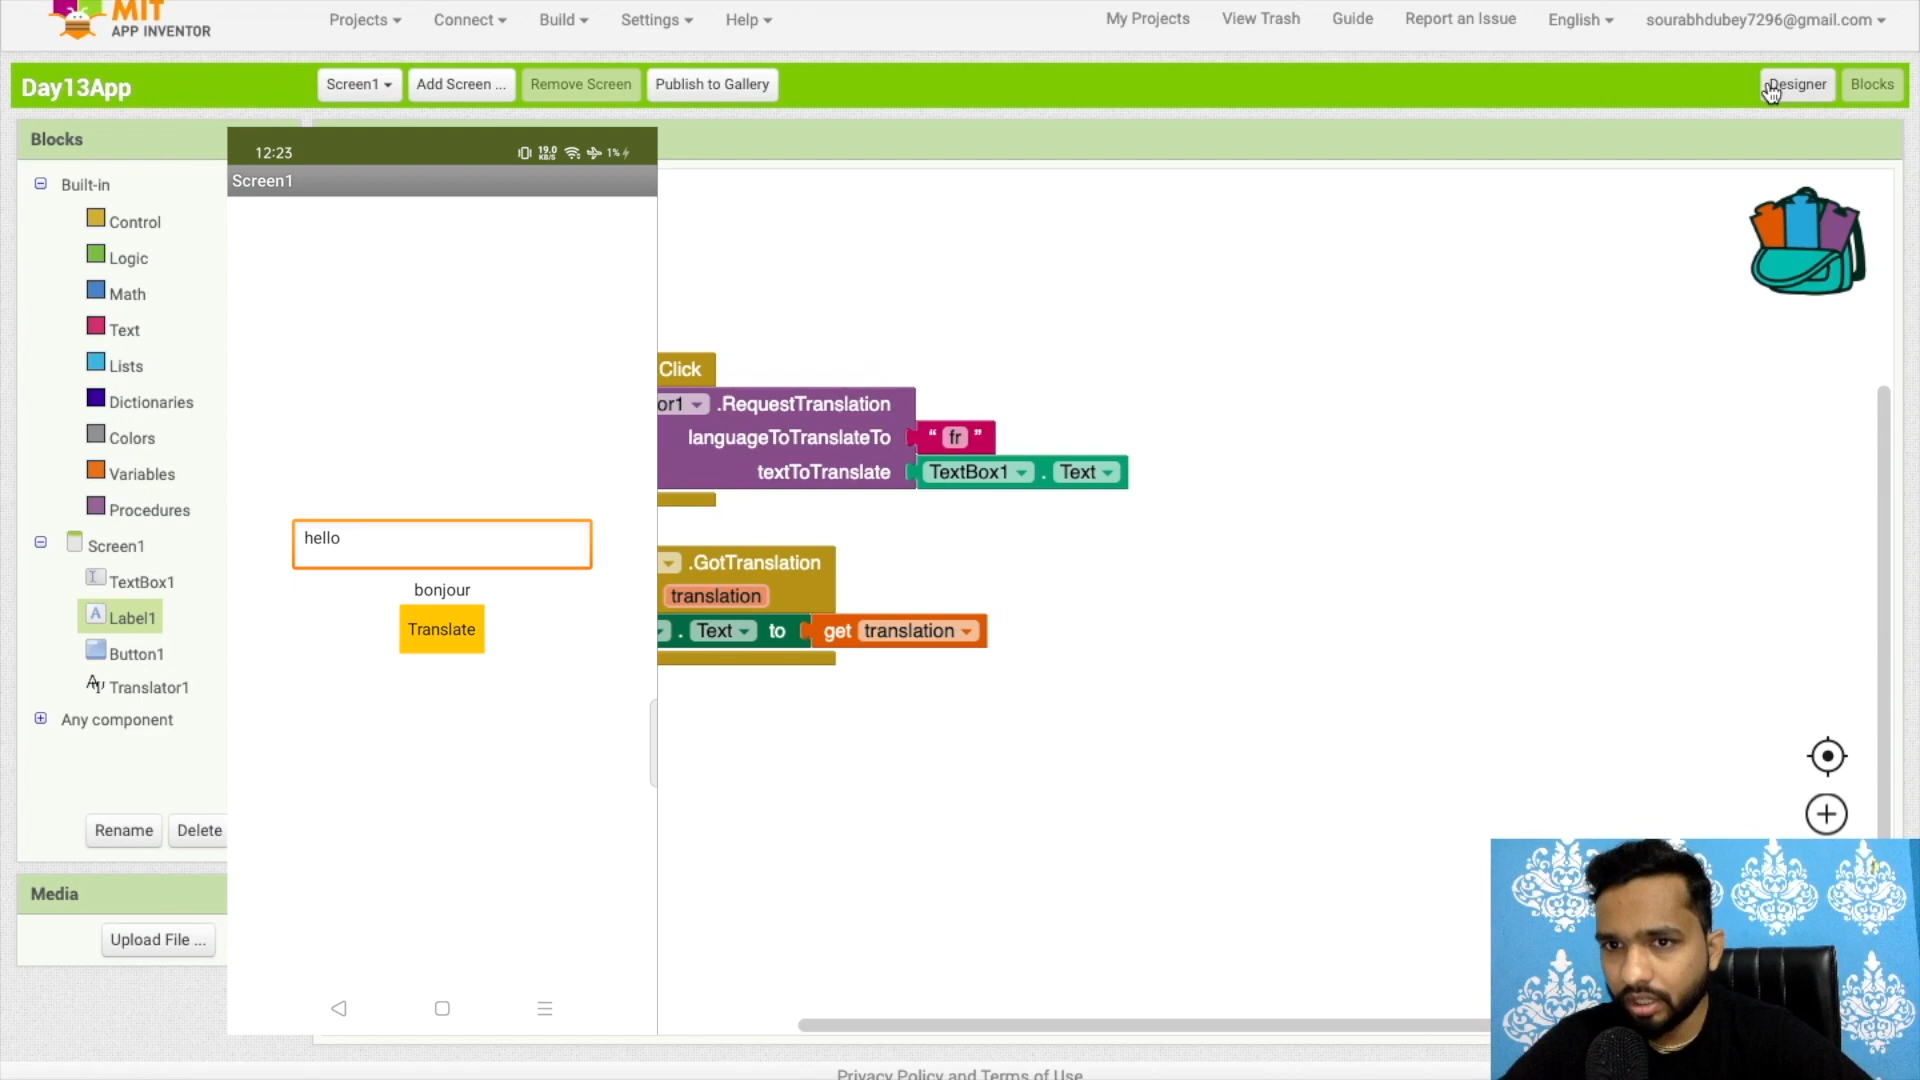 MIT
APP INVENTOR
Projects
Connect
Build
Settings
Help
My Projects
View Trash
Guide
Report an Issue
English
sourabhdubey7296@gmail.com
Day13App
Screen1
Add Screen ...
Remove Screen
Publish to Gallery
Designer
Blocks
Blocks
Built-in
Control
Logic
Math
Text
Lists
Dictionaries
Colors
Variables
Procedures
Screen1
TextBox1
Label1
Button1
Translator1
Any component
Rename
Delete
Media
Upload File ...
12:23
19.0 KB/S
1%
Screen1
hello
bonjour
Translate
Click
or1 .RequestTranslation
languageToTranslateTo “ fr ”
textToTranslate TextBox1 . Text
.GotTranslation
translation
. Text to get translation
Privacy Policy and Terms of Use